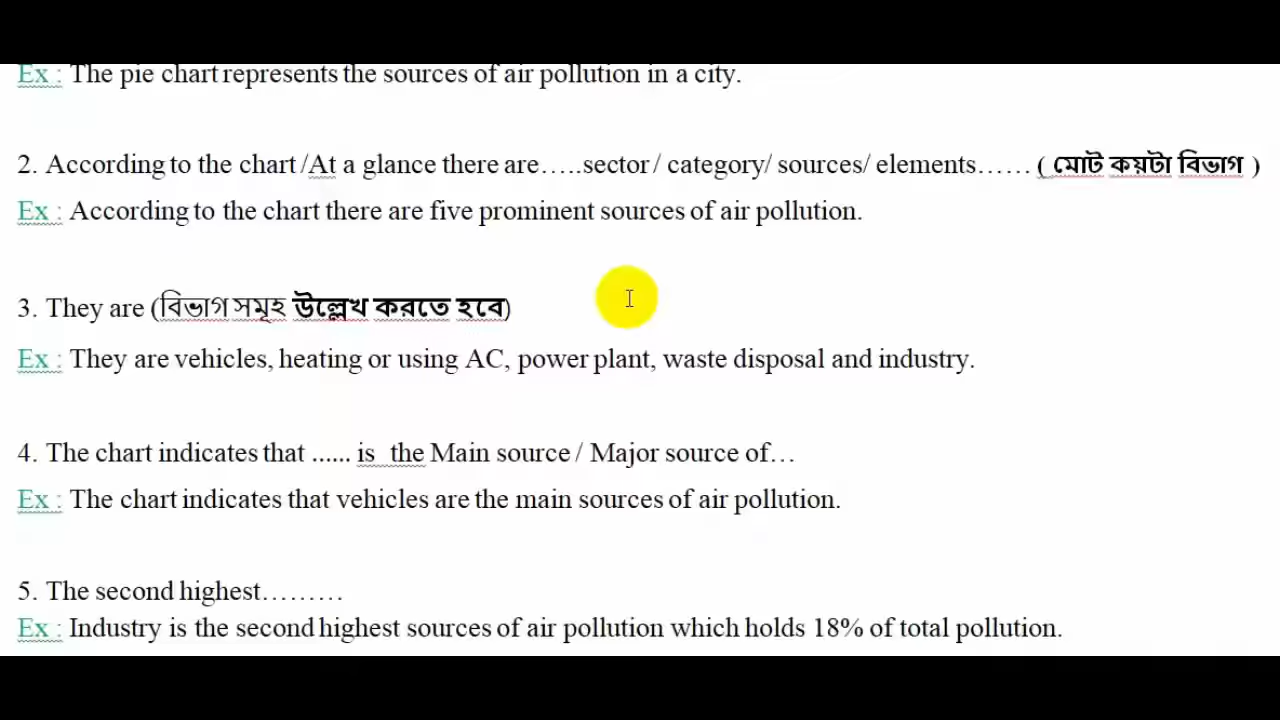 Ex : The pie chart represents the sources of air pollution in a city.
2. According to the chart /At a glance there are…..sector / category/ sources/ elements…… ( মোট কয়টা বিভাগ )
Ex : According to the chart there are five prominent sources of air pollution.
3. They are (বিভাগ সমূহ উল্লেখ করতে হবে)
Ex : They are vehicles, heating or using AC, power plant, waste disposal and industry.
4. The chart indicates that ...... is the Main source / Major source of…
Ex : The chart indicates that vehicles are the main sources of air pollution.
5. The second highest………
Ex : Industry is the second highest sources of air pollution which holds 18% of total pollution.